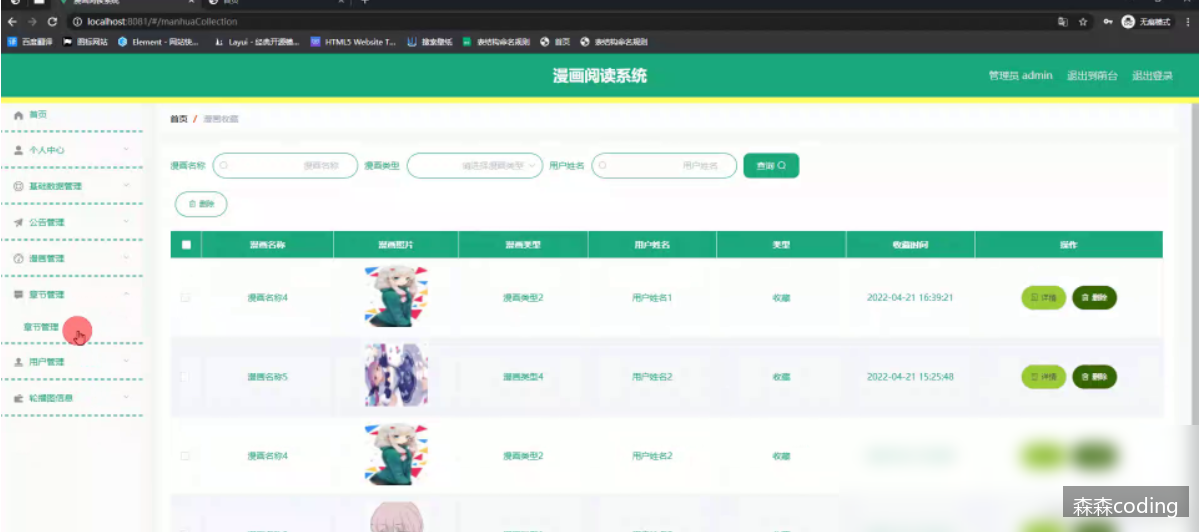 漫画阅读系统
localhost:8081/#/manhuaCollection
无痕模式
百度翻译 图标网站 Element - 网站快... Layui - 经典开源模... HTML5 Website T... 搜索壁纸 表结构命名规则 首页 表结构命名规则
漫画阅读系统
管理员 admin 退出到前台 退出登录
首页
个人中心
基础数据管理
公告管理
漫画管理
章节管理
章节管理
用户管理
轮播图信息
首页 / 漫画收藏
漫画名称 漫画名称 漫画类型 请选择漫画类型 用户姓名 用户姓名 查询
删除
漫画名称 漫画照片 漫画类型 用户姓名 类型 收藏时间 操作
漫画名称4 漫画类型2 用户姓名1 收藏 2022-04-21 16:39:21 详情 删除
漫画名称5 漫画类型4 用户姓名2 收藏 2022-04-21 15:25:48 详情 删除
漫画名称4 漫画类型2 用户姓名2 收藏
森森coding